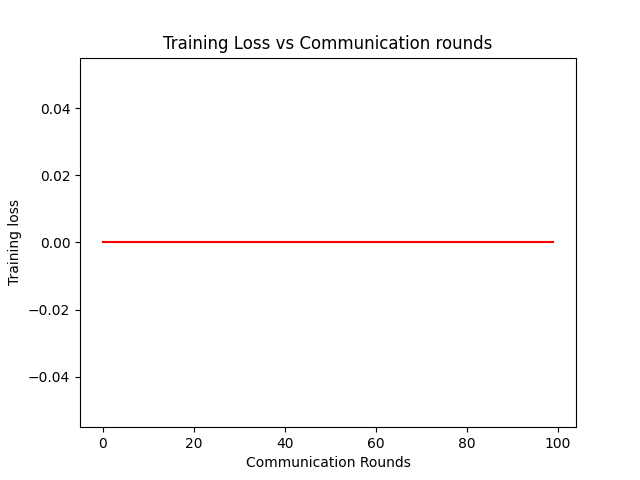 Training Loss vs Communication rounds
0.04
0.02
0.00
−0.02
−0.04
Training loss
0 20 40 60 80 100
Communication Rounds